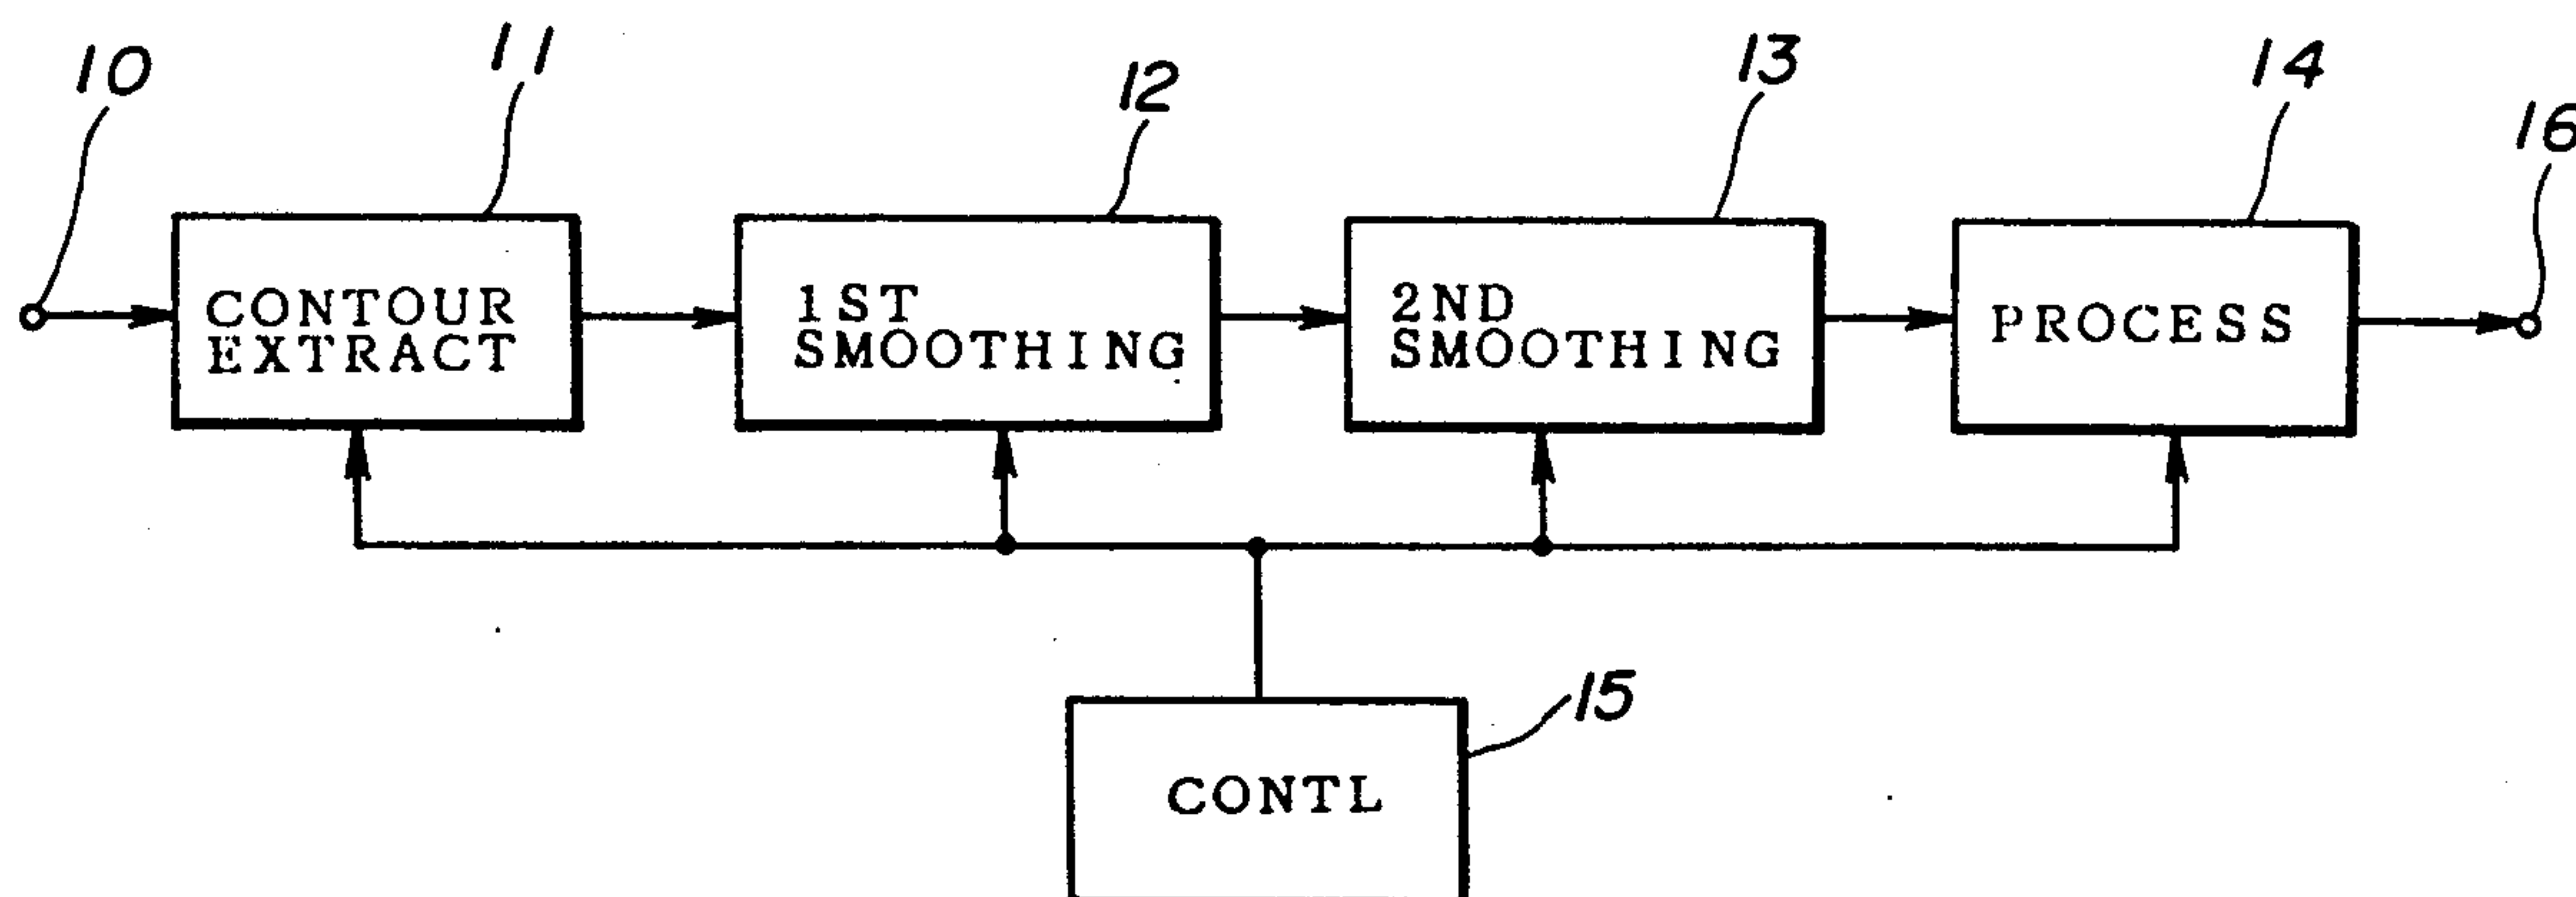 10
11
12
13
14
16
CONTOUR
EXTRACT
1ST
SMOOTHING
2ND
SMOOTHING
PROCESS
15
CONTL